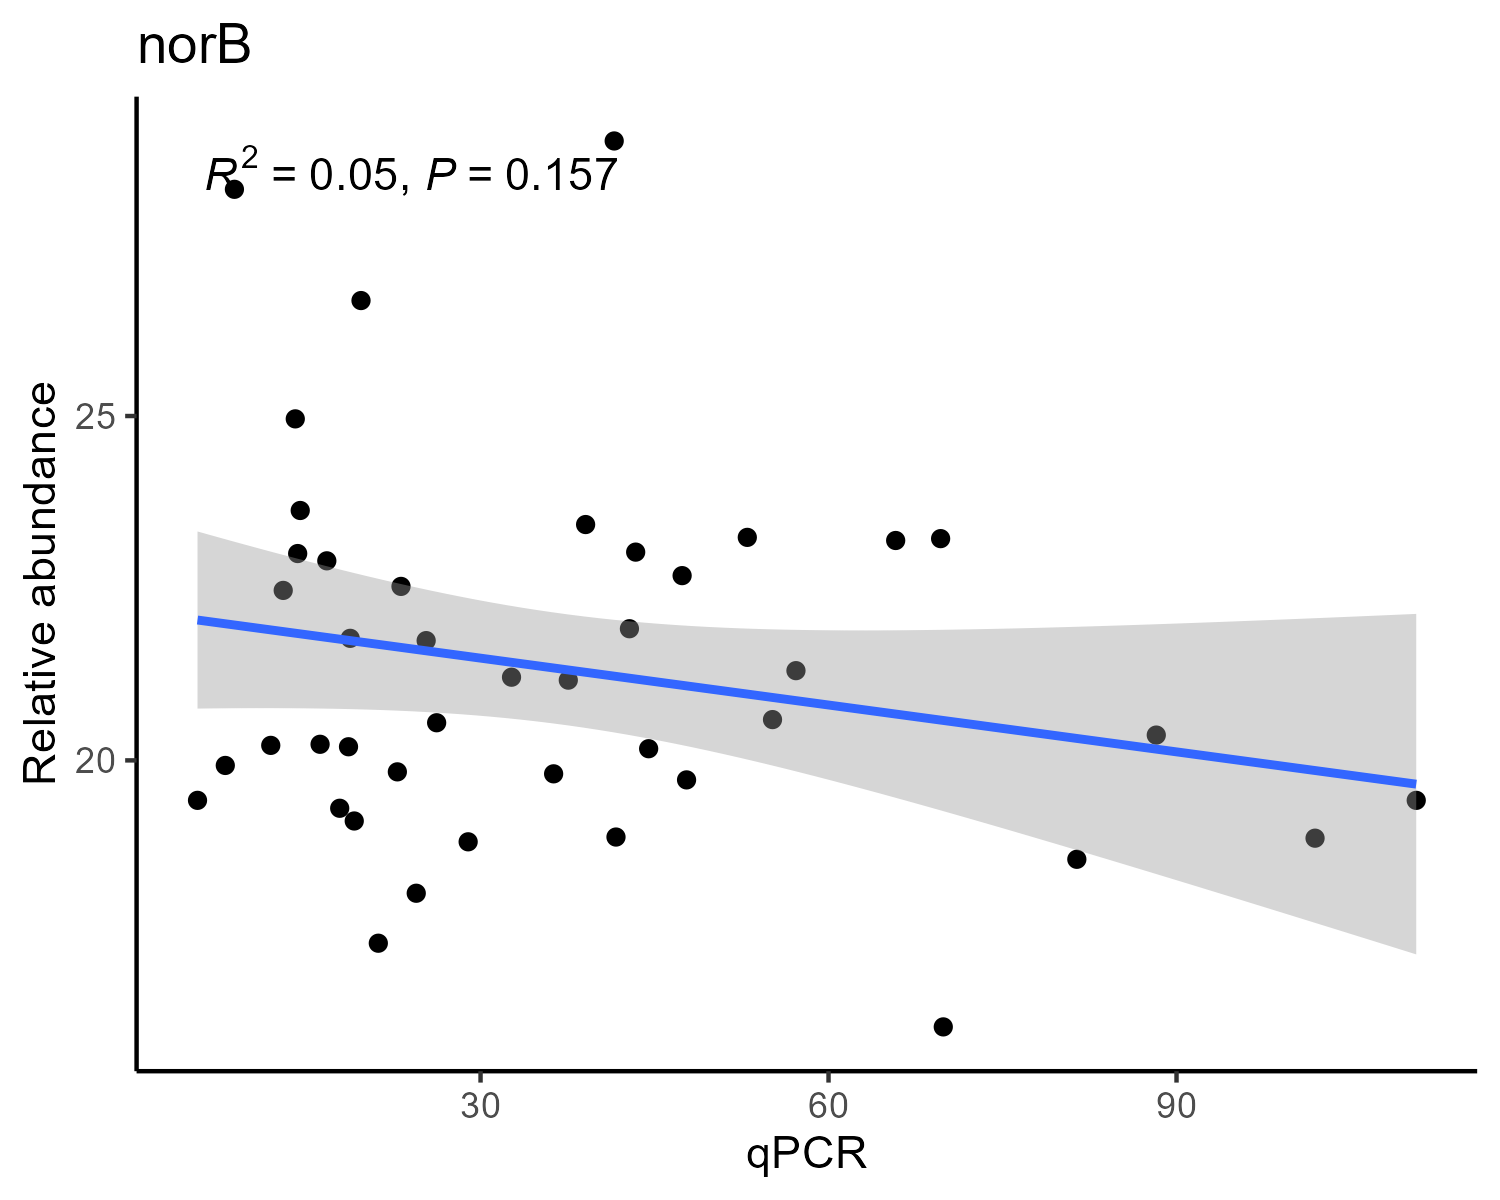 norB
R² = 0.05, P = 0.157
Relative abundance
25
20
30 60 90
qPCR